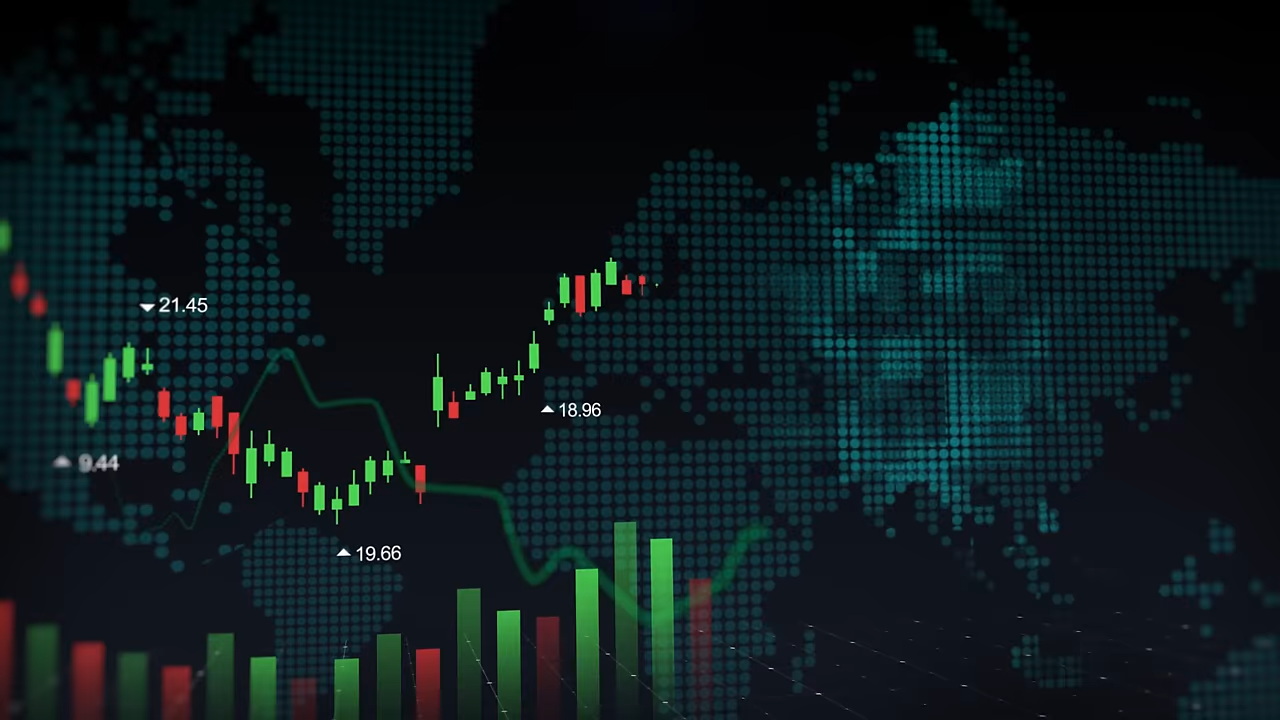 ▼ 21.45
▲ 18.96
▲ 9.44
▲ 19.66